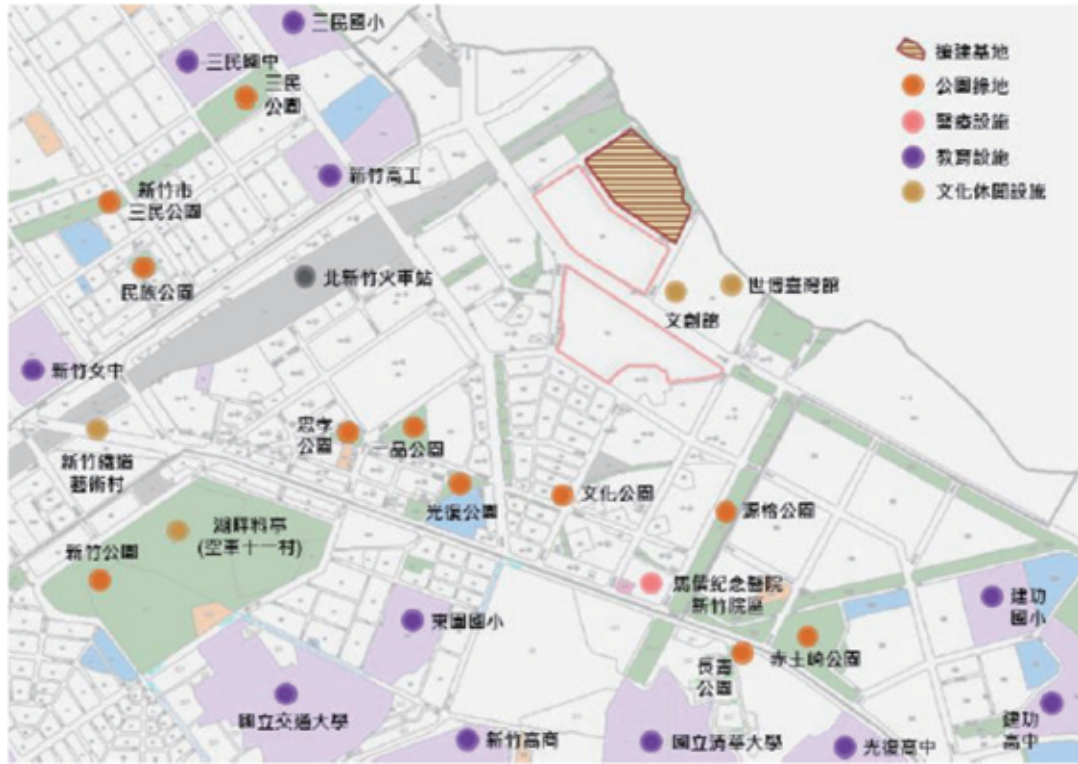 三民國小
三民國中
三民
公園
新竹高工
新竹市
三民公園
民族公園
北新竹火車站
新竹女中
新竹鐵道
藝術村
忠孝
公園
一品公園
光復公園
文化公園
湖畔料亭
(空軍十一村)
新竹公園
東園國小
國立交通大學
新竹高商
馬偕紀念醫院
新竹院區
長春
公園
赤土崎公園
國立清華大學
光復高中
建功
國小
建功
高中
文創館
世博臺灣館
基地
公園綠地
醫療設施
教育設施
文化休閒設施